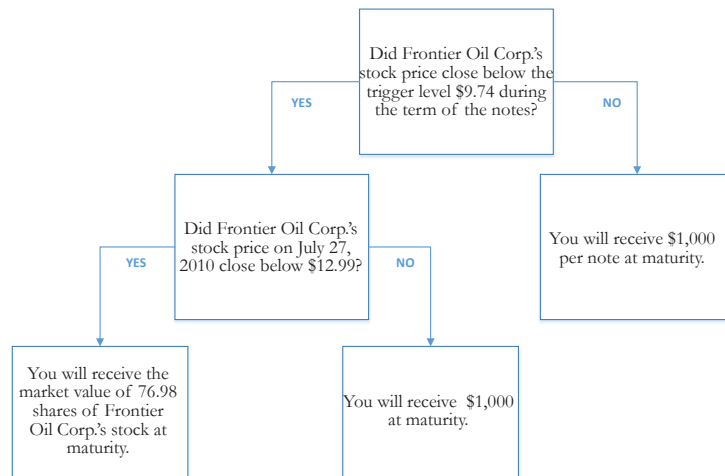 Did Frontier Oil Corp.'s
stock price close below the
trigger level $9.74 during
the term of the notes?
YES
NO
Did Frontier Oil Corp.'s
stock price on July 27,
2010 close below $12.99?
You will receive $1,000
per note at maturity.
YES
NO
You will receive the
market value of 76.98
shares of Frontier
Oil Corp.'s stock at
maturity.
You will receive $1,000
at maturity.